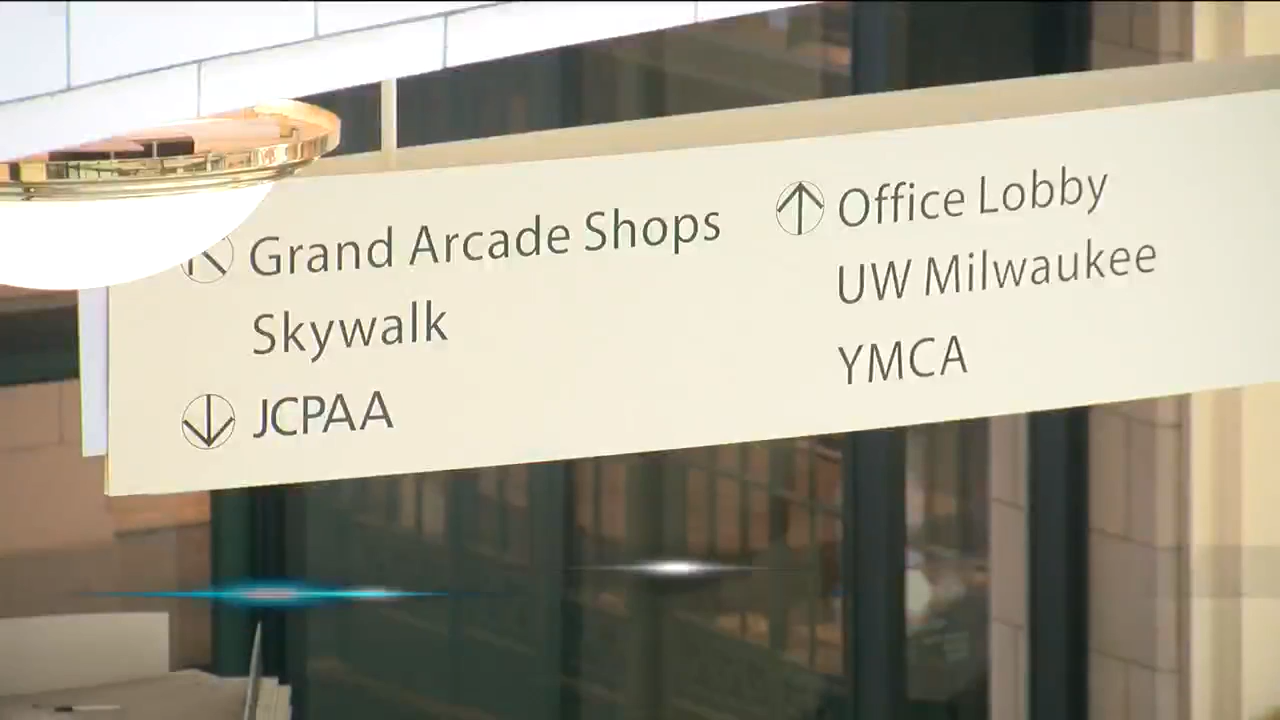 Grand Arcade Shops
Skywalk
JCPAA
Office Lobby
UW Milwaukee
YMCA